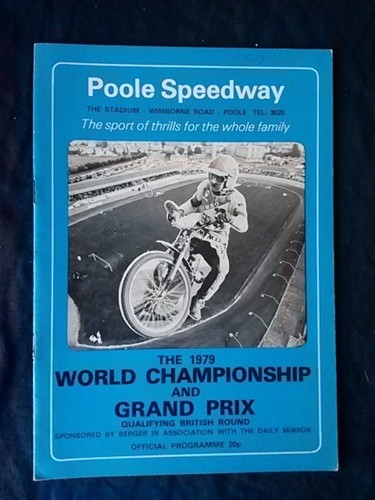 Poole Speedway
THE STADIUM · WIMBORNE ROAD · POOLE TEL: 3020
The sport of thrills for the whole family
THE 1979
WORLD CHAMPIONSHIP
AND
GRAND PRIX
QUALIFYING BRITISH ROUND
SPONSORED BY BERGER IN ASSOCIATION WITH THE DAILY MIRROR
OFFICIAL PROGRAMME 20p